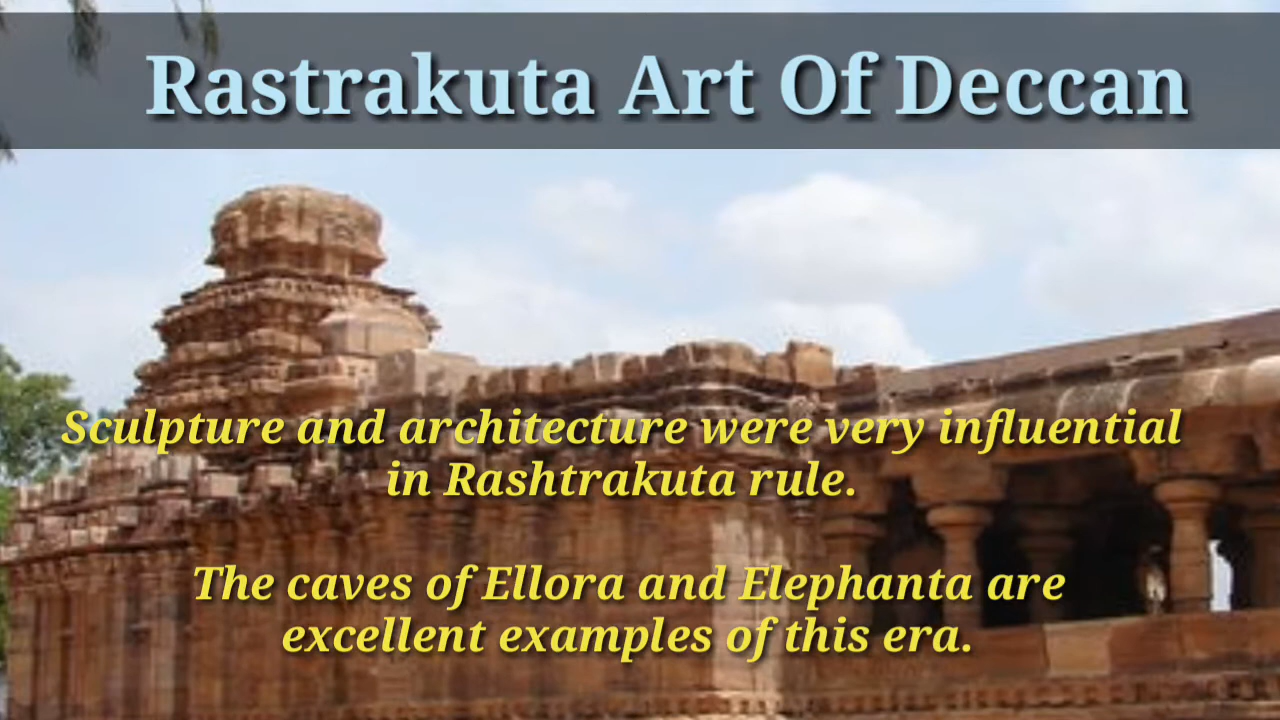 Rastrakuta Art Of Deccan
Sculpture and architecture were very influential
in Rashtrakuta rule.
The caves of Ellora and Elephanta are
excellent examples of this era.